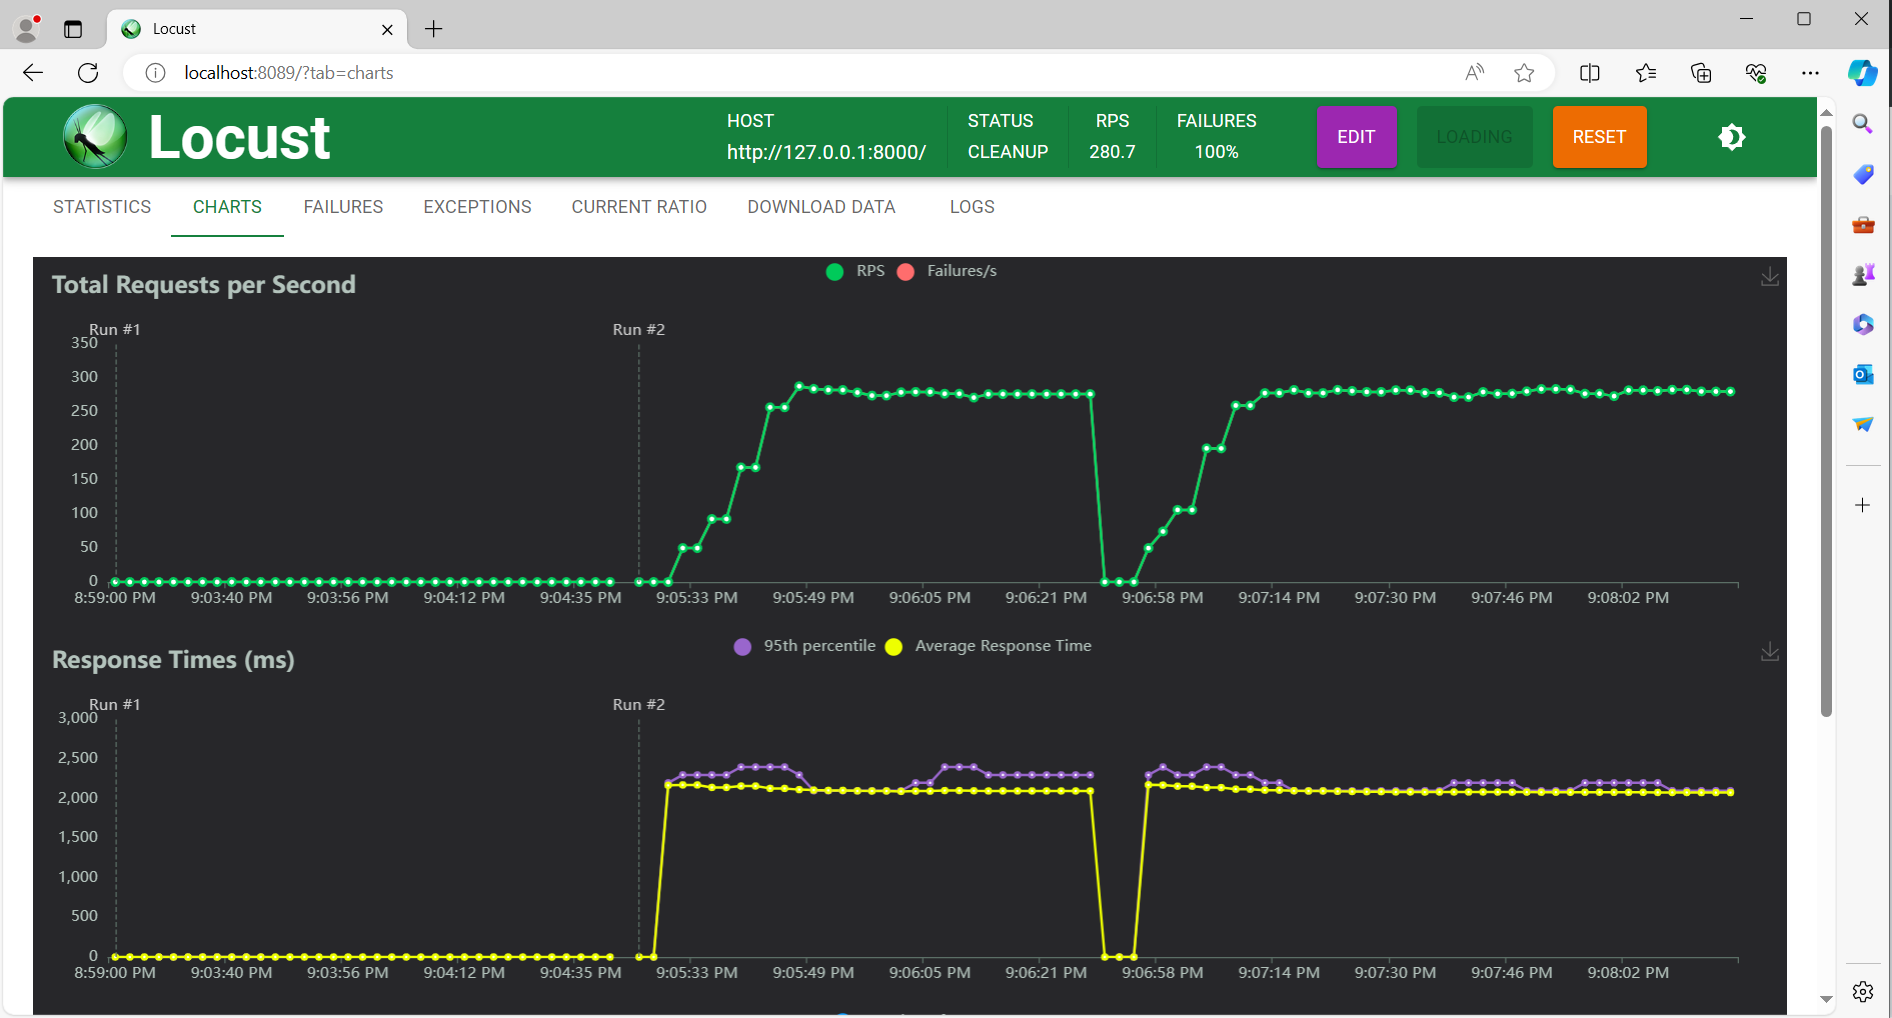 Locust
localhost:8089/?tab=charts
Locust
HOST
http://127.0.0.1:8000/
STATUS
CLEANUP
RPS
280.7
FAILURES
100%
EDIT
LOADING
RESET
STATISTICS
CHARTS
FAILURES
EXCEPTIONS
CURRENT RATIO
DOWNLOAD DATA
LOGS
Total Requests per Second
RPS
Failures/s
Run #1
Run #2
350
300
250
200
150
100
50
0
8:59:00 PM
9:03:40 PM
9:03:56 PM
9:04:12 PM
9:04:35 PM
9:05:33 PM
9:05:49 PM
9:06:05 PM
9:06:21 PM
9:06:58 PM
9:07:14 PM
9:07:30 PM
9:07:46 PM
9:08:02 PM
Response Times (ms)
95th percentile
Average Response Time
Run #1
Run #2
3,000
2,500
2,000
1,500
1,000
500
0
8:59:00 PM
9:03:40 PM
9:03:56 PM
9:04:12 PM
9:04:35 PM
9:05:33 PM
9:05:49 PM
9:06:05 PM
9:06:21 PM
9:06:58 PM
9:07:14 PM
9:07:30 PM
9:07:46 PM
9:08:02 PM